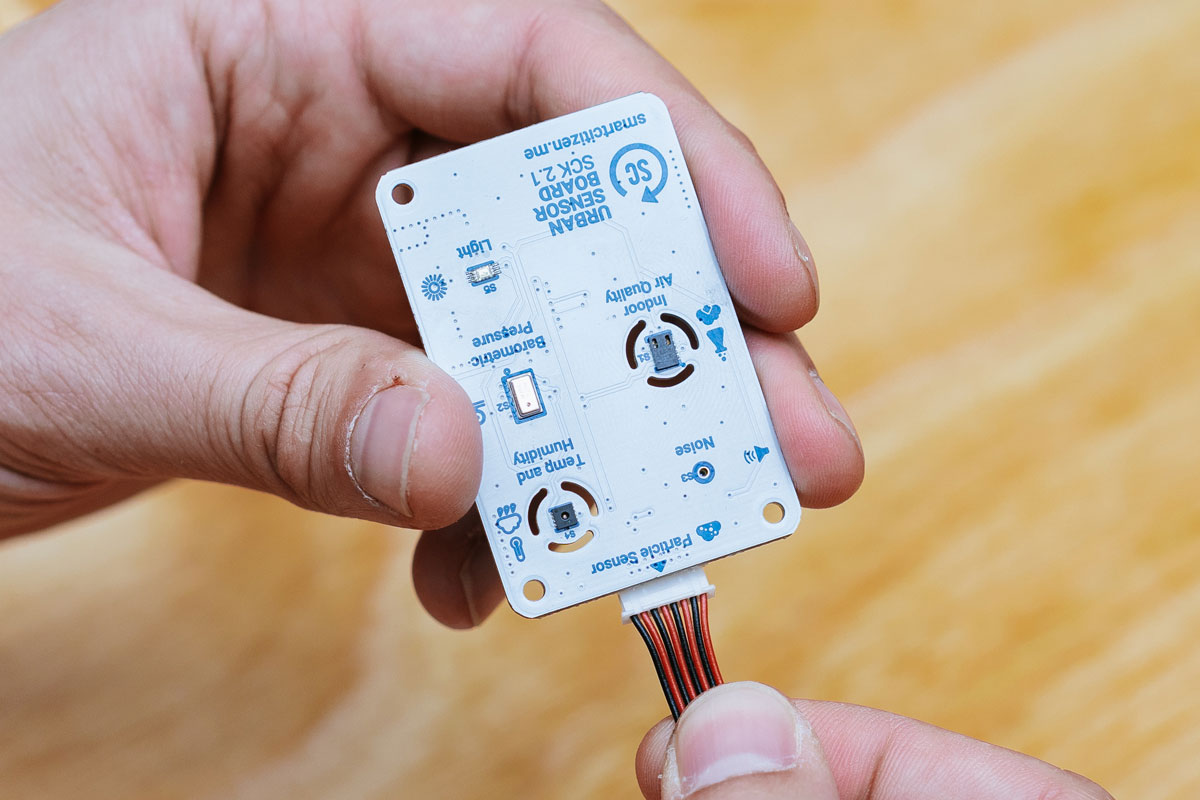 smartcitizen.me
SC
URBAN
SENSOR
BOARD
SCK 2.1
Light
S5
Indoor
Air Quality
S1
Barometric
Pressure
S2
Noise
S3
Temp and
Humidity
S4
Particle Sensor